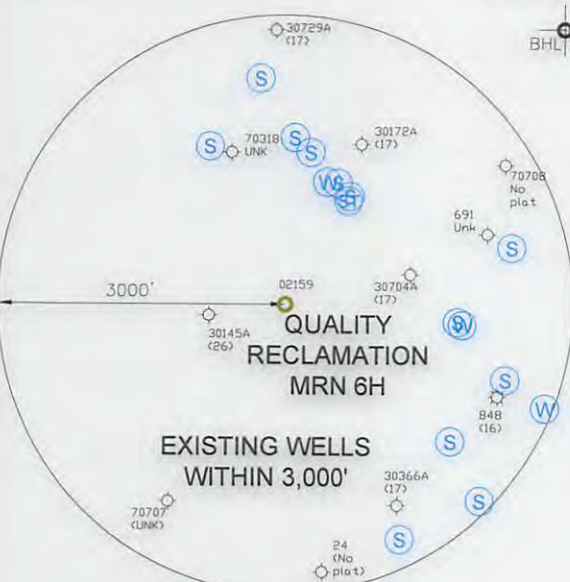 30729A
(17)
BHL
S
S
70318
UNK
S
S
30172A
(17)
W
70708
No
plat
691
Unk
S
3000'
02159
30704A
(17)
30145A
(26)
QUALITY
RECLAMATION
MRN 6H
S
848
(16)
W
EXISTING WELLS
WITHIN 3,000'
S
70707
(UNK)
30366A
(17)
S
S
24
(No
plat)